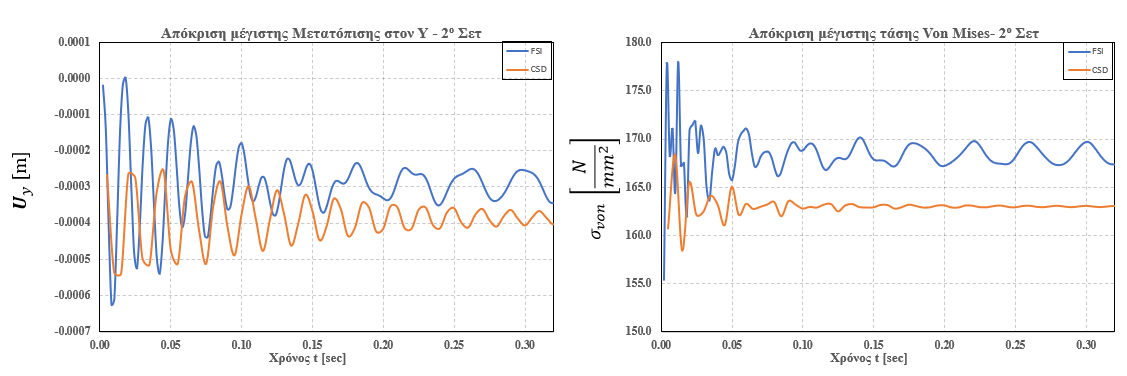 Απόκριση μέγιστης Μετατόπισης στον Υ - 2ο Σετ
0.0001
0.0000
-0.0001
-0.0002
-0.0003
-0.0004
-0.0005
-0.0006
-0.0007
Uy [m]
FSI
CSD
0.00 0.05 0.10 0.15 0.20 0.25 0.30
Χρόνος t [sec]
Απόκριση μέγιστης τάσης Von Mises- 2ο Σετ
180.0
175.0
170.0
165.0
160.0
155.0
150.0
σvon [N/mm2]
FSI
CSD
0.00 0.05 0.10 0.15 0.20 0.25 0.30
Χρόνος t [sec]